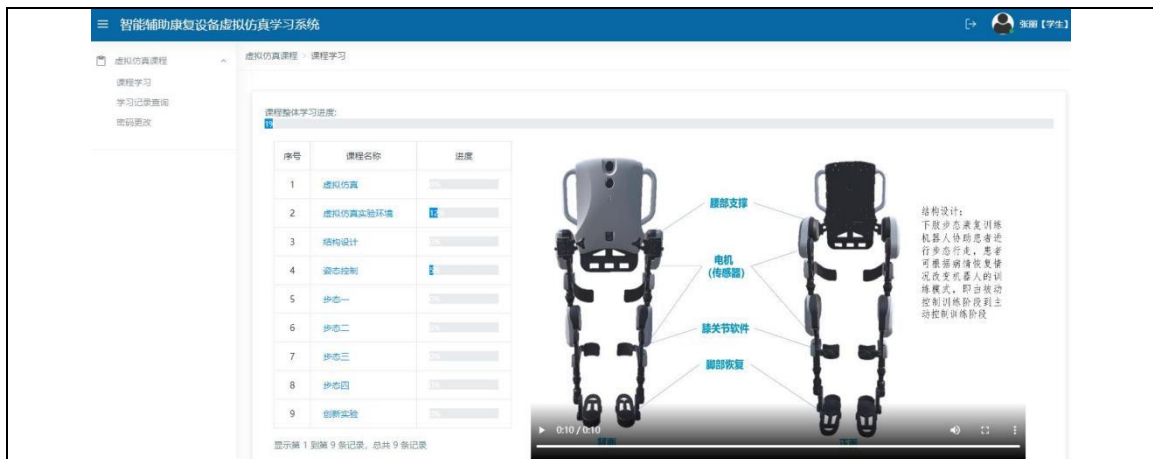 智能辅助康复设备虚拟仿真学习系统
张丽【学生】
虚拟仿真课程
课程学习
学习记录查询
密码更改
虚拟仿真课程 > 课程学习
课程整体学习进度:
1%
序号 课程名称 进度
1 虚拟仿真 0%
2 虚拟仿真实验环境
3 结构设计 0%
4 姿态控制
5 步态一 0%
6 步态二 0%
7 步态三 0%
8 步态四 0%
9 创新实验 0%
显示第 1 到第 9 条记录，总共 9 条记录
腰部支撑
电机
(传感器)
膝关节软件
脚部恢复
结构设计：
下肢步态康复训练
机器人协助患者进
行步态行走，患者
可根据病情恢复情
况改变机器人的训
练模式，即由被动
控制训练阶段到主
动控制训练阶段
0:10 / 0:10
正面